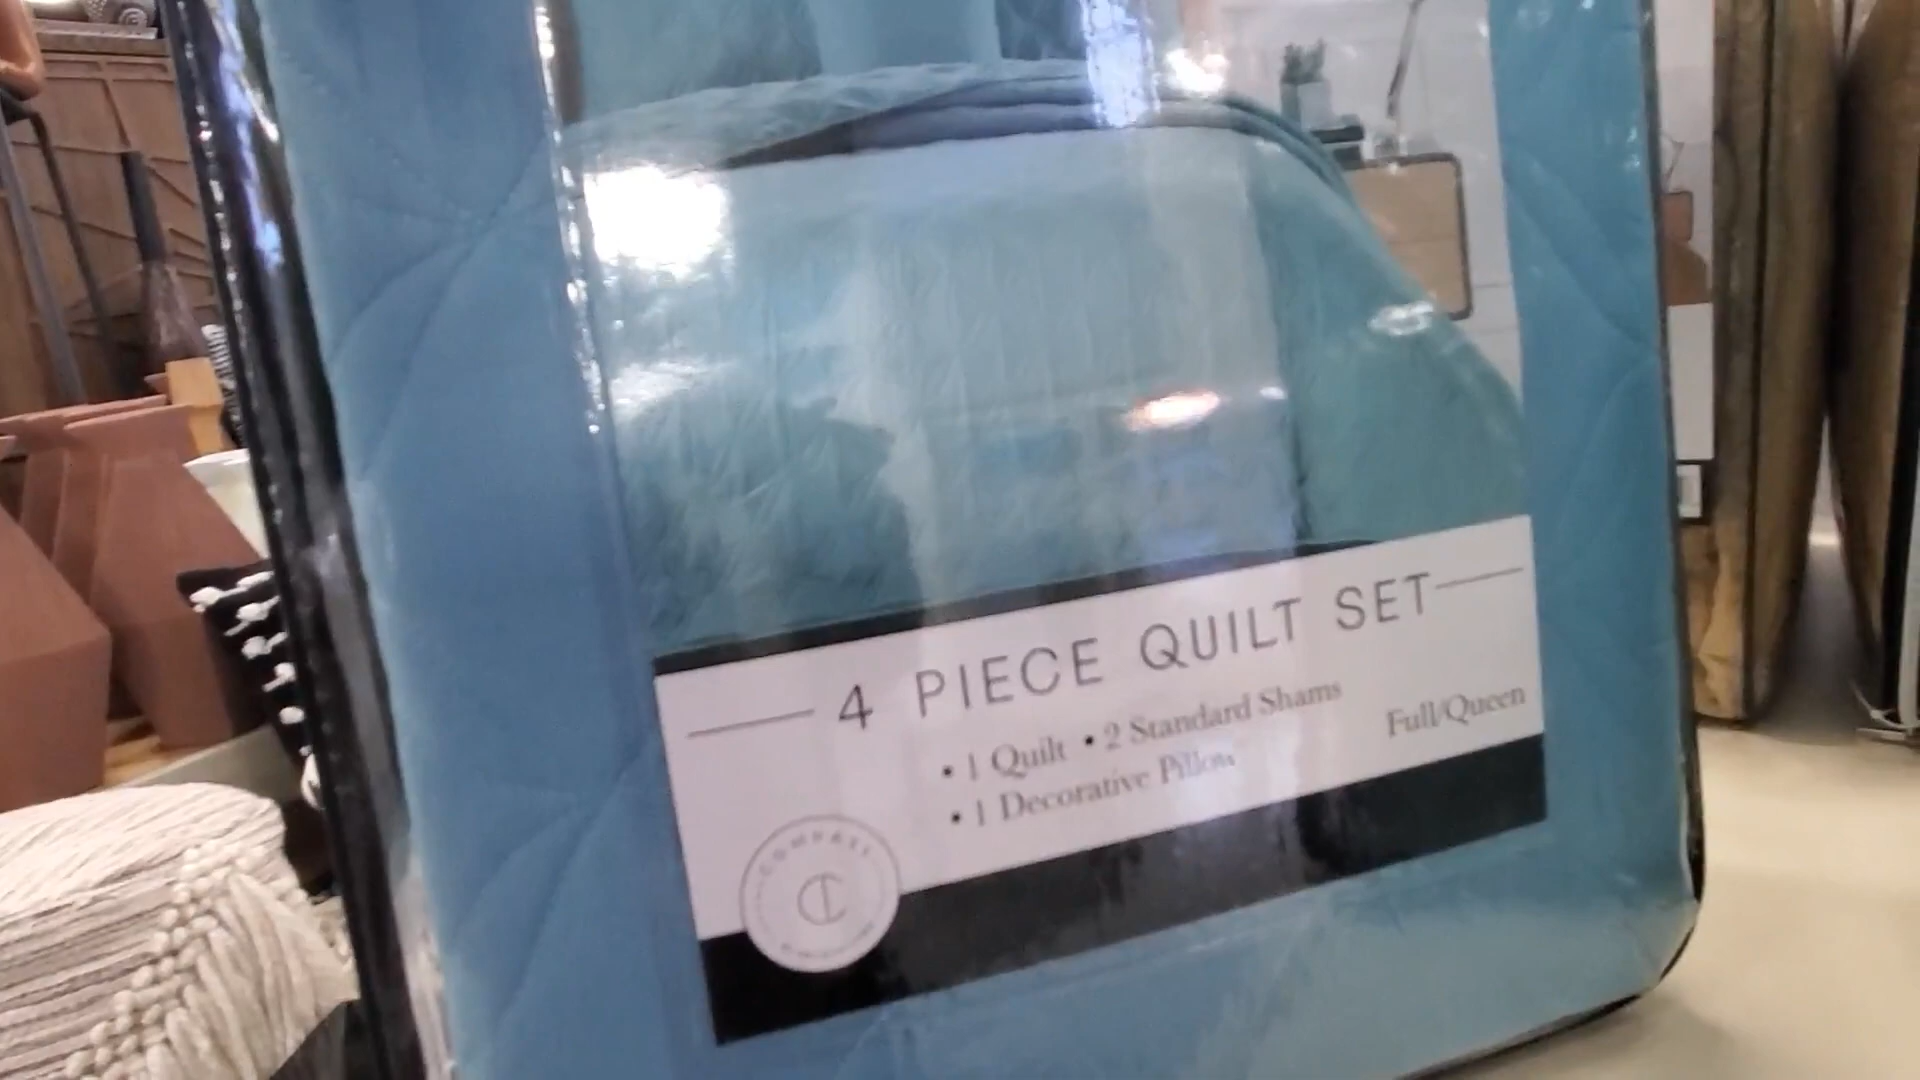 4 PIECE QUILT SET
• 1 Quilt • 2 Standard Shams
• 1 Decorative Pillow
Full/Queen